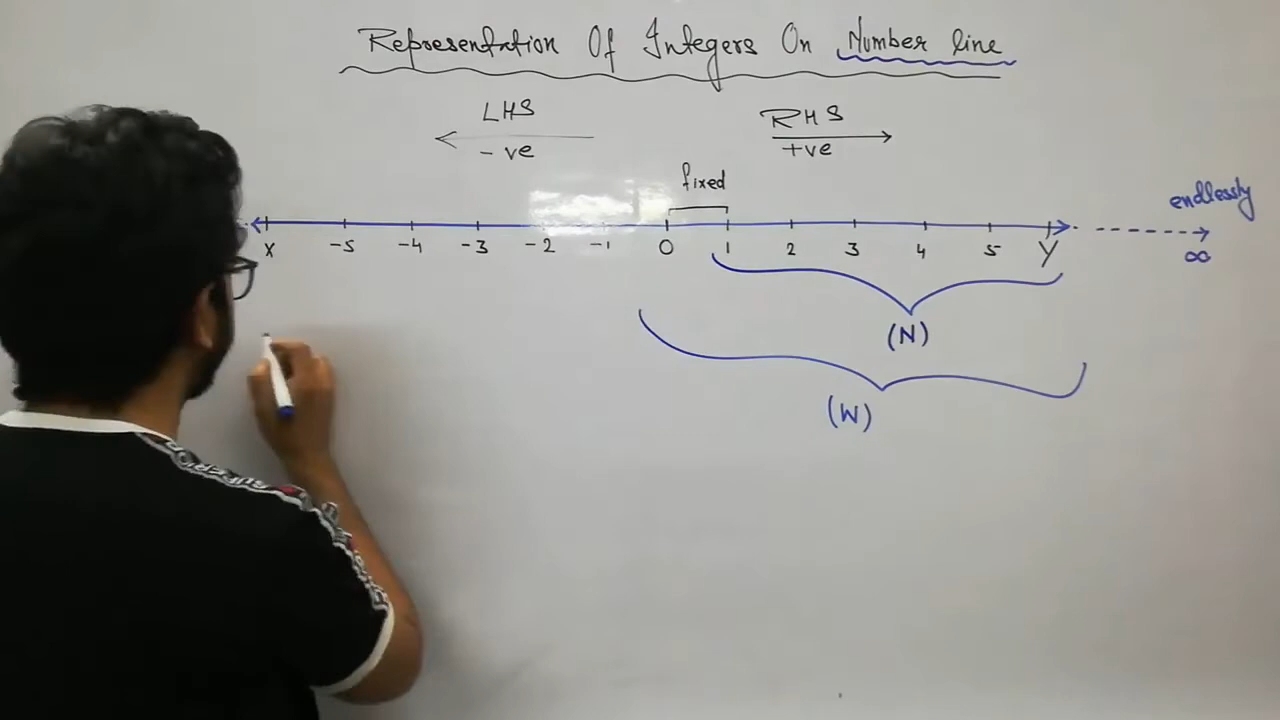 Representation Of Integers On Number line
LHS RHS
- ve +ve
fixed
endlessly
X -5 -4 -3 -2 -1 0 1 2 3 4 5 Y ∞
(N)
(W)